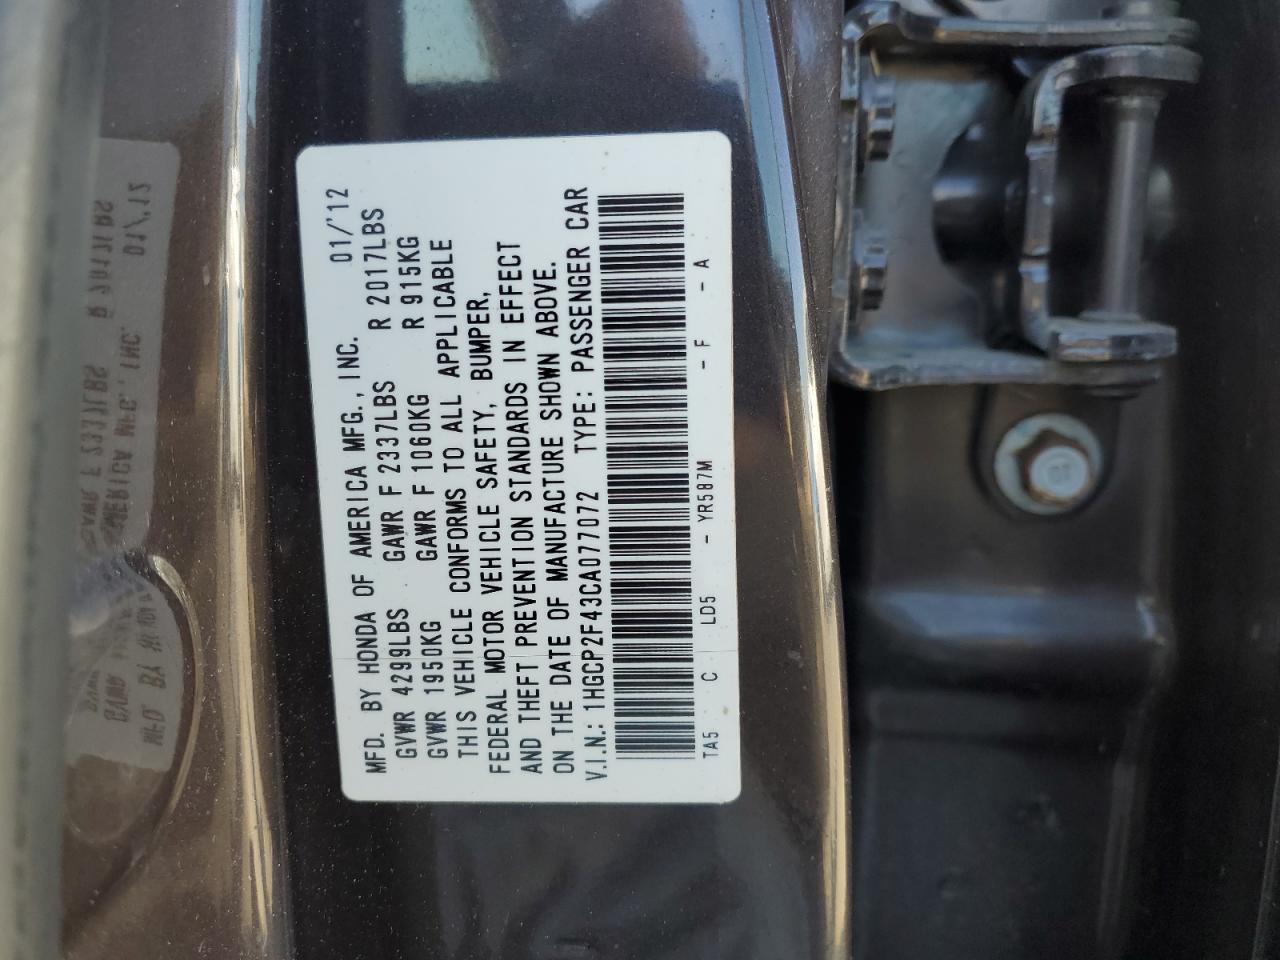 MFD. BY HONDA OF AMERICA MFG., INC. 01/'12
GVWR 4299LBS GAWR F 2337LBS R 2017LBS
GVWR 1950KG GAWR F 1060KG R 915KG
THIS VEHICLE CONFORMS TO ALL APPLICABLE
FEDERAL MOTOR VEHICLE SAFETY, BUMPER,
AND THEFT PREVENTION STANDARDS IN EFFECT
ON THE DATE OF MANUFACTURE SHOWN ABOVE.
V.I.N.: 1HGCP2F43CA077072 TYPE: PASSENGER CAR
TA5 C LD5 - YR587M - F - A